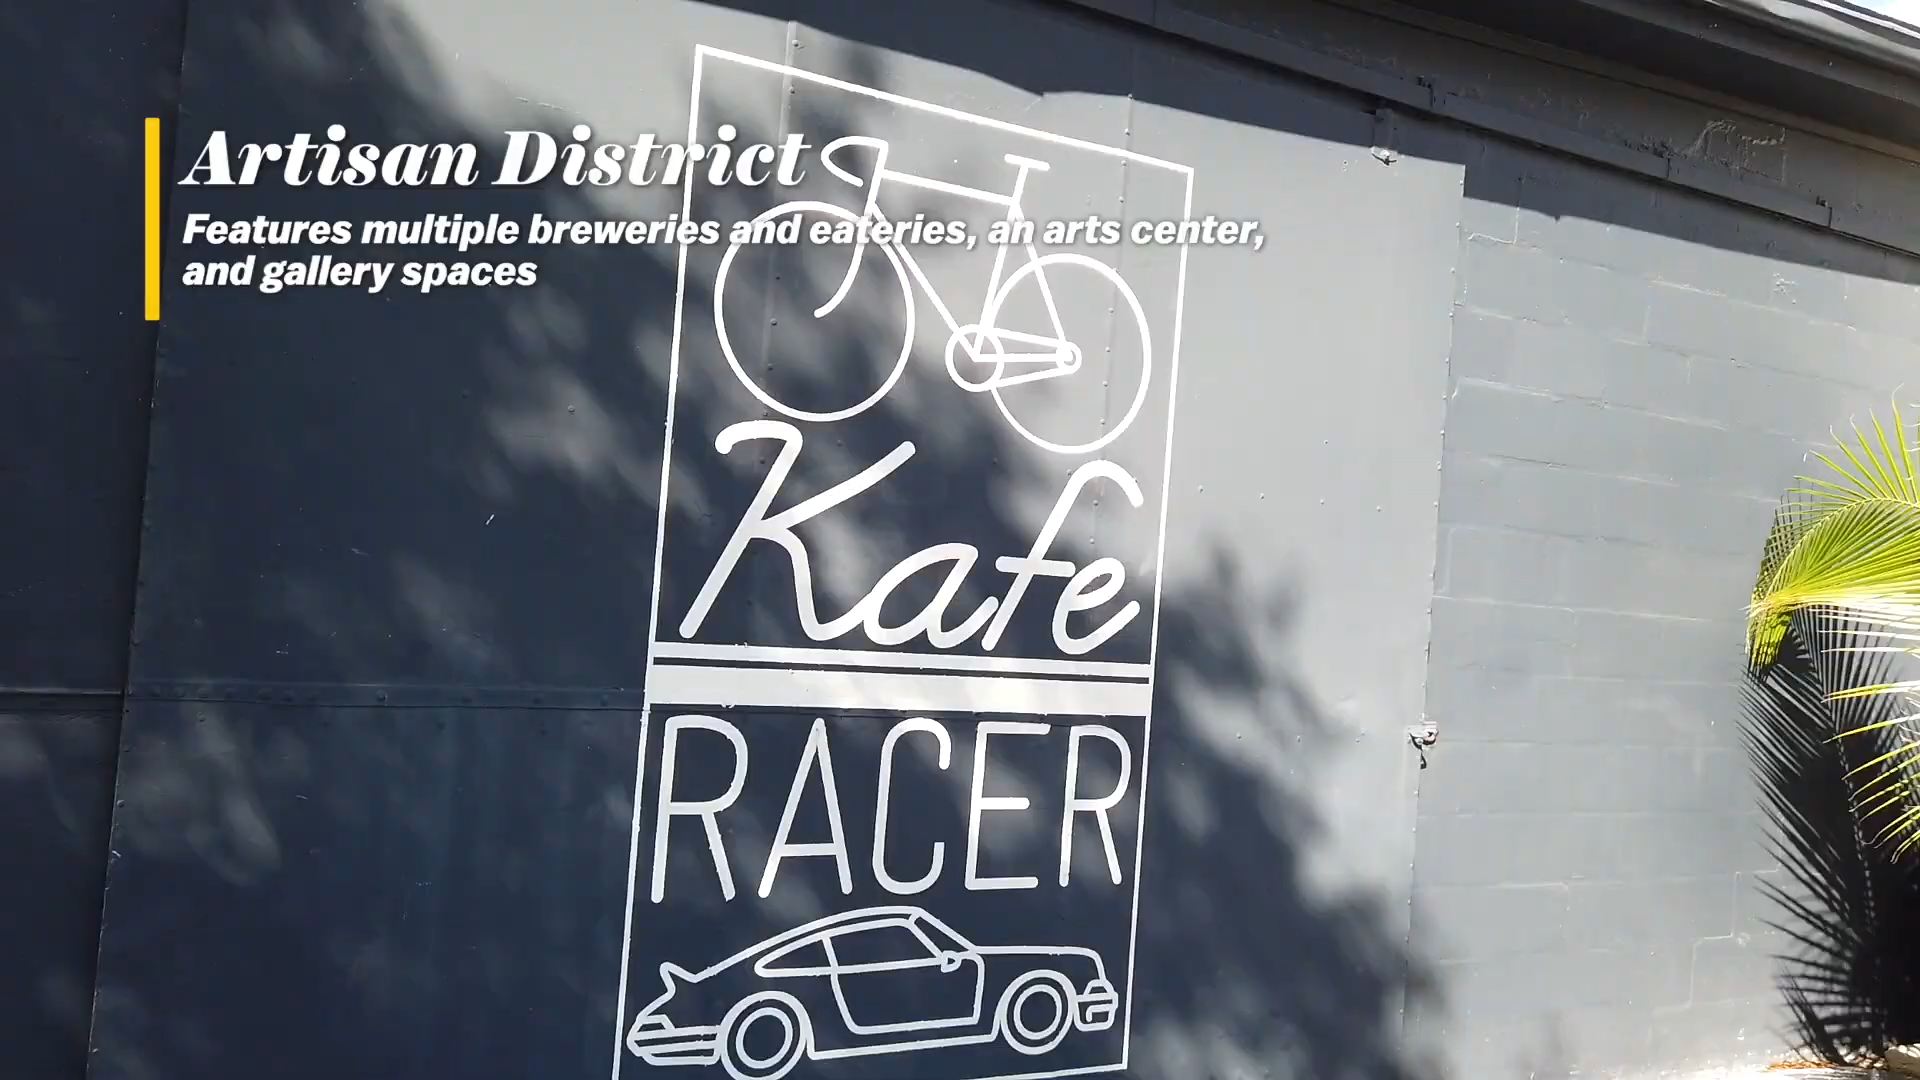 Artisan District
Features multiple breweries and eateries, an arts center,
and gallery spaces
Kafe
RACER